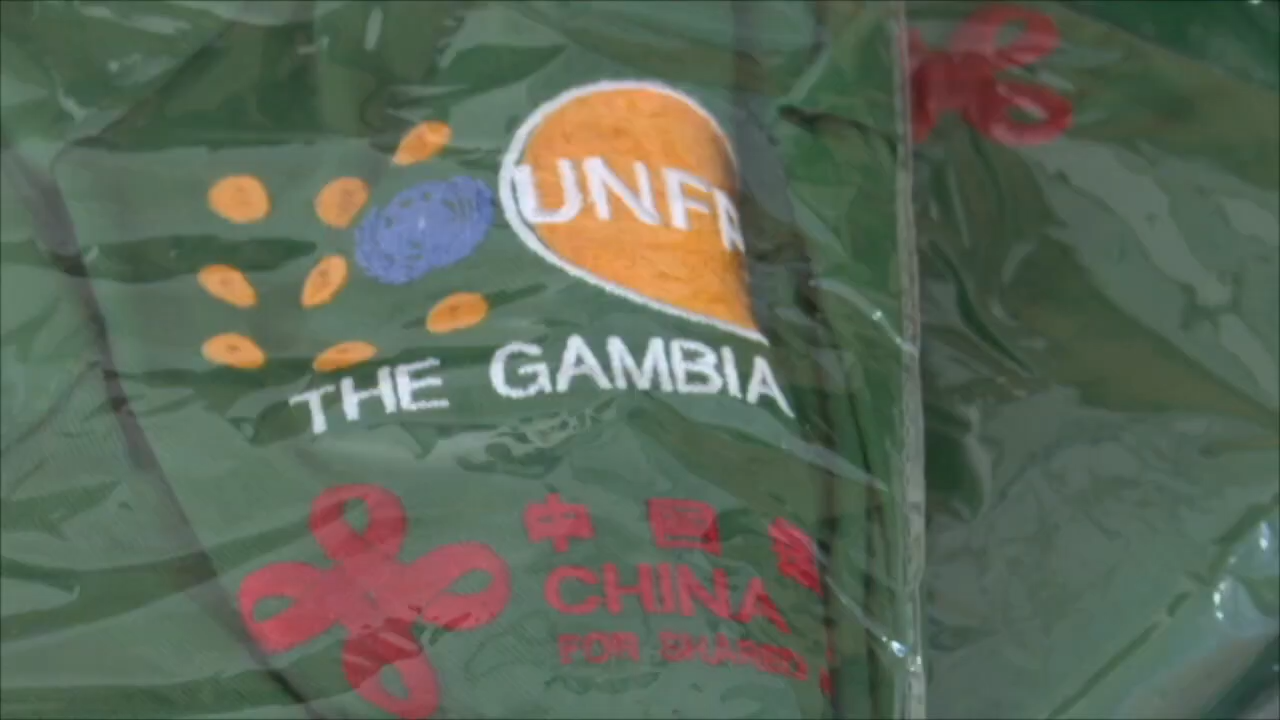 UNFP
THE GAMBIA
中国
CHINA
FOR SHARED